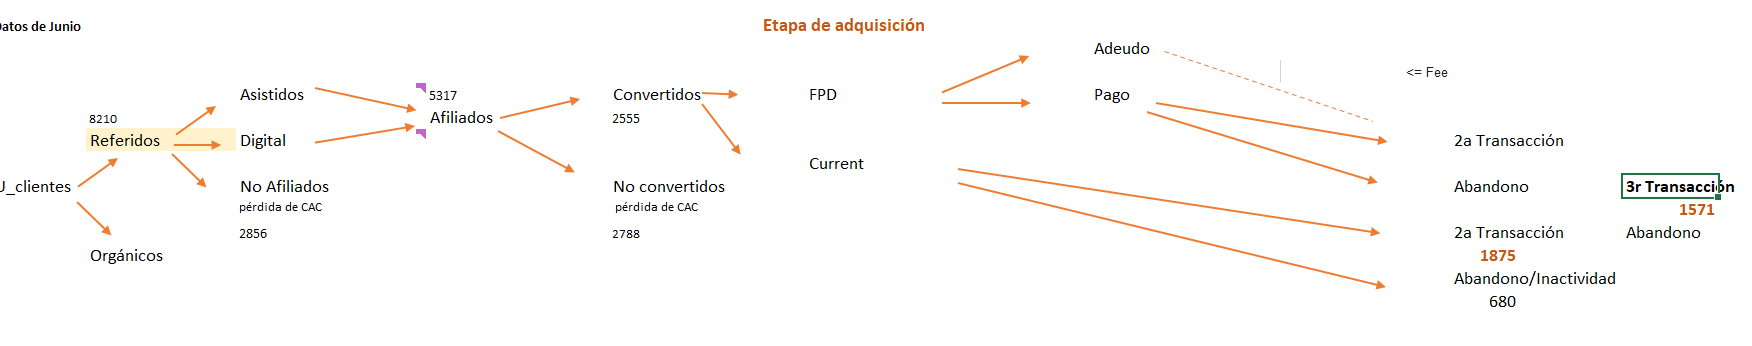 Datos de Junio
Etapa de adquisición
Adeudo
<= Fee
Asistidos
5317
Convertidos
FPD
Pago
8210
Afiliados
2555
Referidos
Digital
2a Transacción
Current
U_clientes
No Afiliados
No convertidos
Abandono
3r Transacción
pérdida de CAC
pérdida de CAC
1571
2856
2788
2a Transacción
Abandono
Orgánicos
1875
Abandono/Inactividad
680